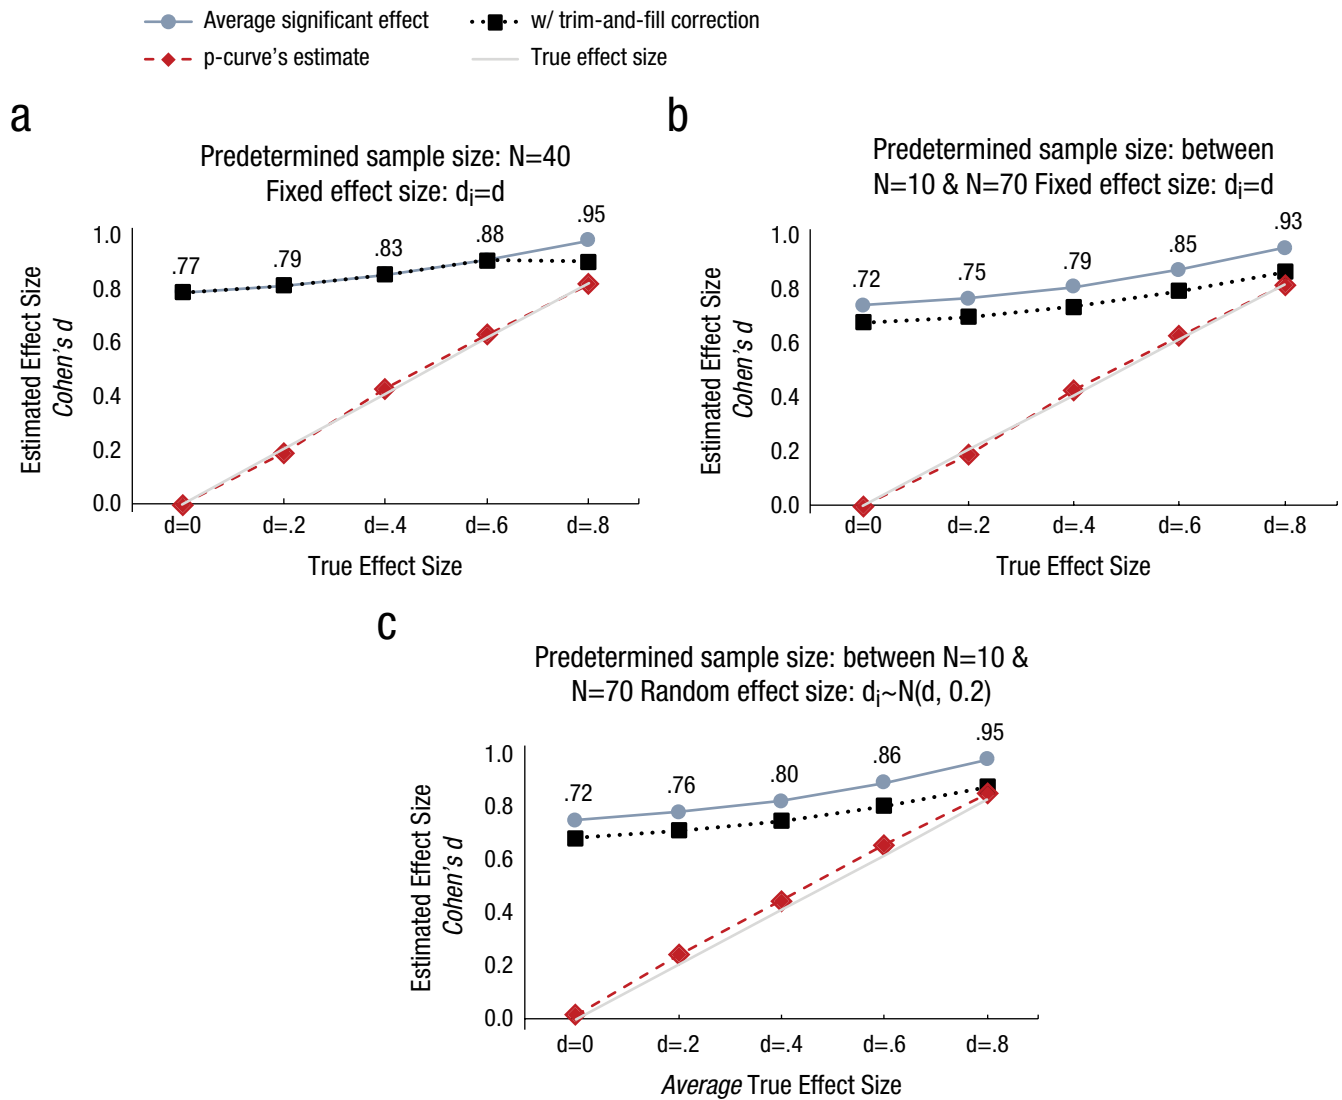 Average significant effect
w/ trim-and-fill correction
p-curve's estimate
True effect size
a
Predetermined sample size: N=40
Fixed effect size: di=d
Estimated Effect Size
Cohen's d
1.0
0.8
0.6
0.4
0.2
0.0
.77
.79
.83
.88
.95
d=0
d=.2
d=.4
d=.6
d=.8
True Effect Size
b
Predetermined sample size: between
N=10 & N=70 Fixed effect size: di=d
Estimated Effect Size
Cohen's d
1.0
0.8
0.6
0.4
0.2
0.0
.72
.75
.79
.85
.93
d=0
d=.2
d=.4
d=.6
d=.8
True Effect Size
c
Predetermined sample size: between N=10 &
N=70 Random effect size: di~N(d, 0.2)
Estimated Effect Size
Cohen's d
1.0
0.8
0.6
0.4
0.2
0.0
.72
.76
.80
.86
.95
d=0
d=.2
d=.4
d=.6
d=.8
Average True Effect Size